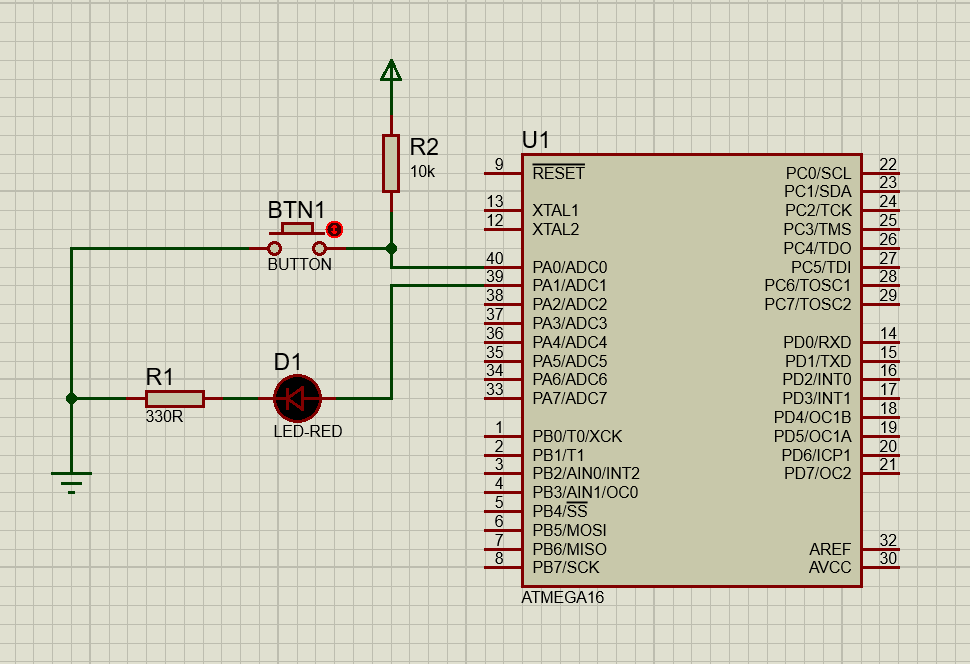 R2
10k
BTN1
BUTTON
R1
330R
D1
LED-RED
U1
9 RESET
13 XTAL1
12 XTAL2
40 PA0/ADC0
39 PA1/ADC1
38 PA2/ADC2
37 PA3/ADC3
36 PA4/ADC4
35 PA5/ADC5
34 PA6/ADC6
33 PA7/ADC7
1 PB0/T0/XCK
2 PB1/T1
3 PB2/AIN0/INT2
4 PB3/AIN1/OC0
5 PB4/SS
6 PB5/MOSI
7 PB6/MISO
8 PB7/SCK
PC0/SCL 22
PC1/SDA 23
PC2/TCK 24
PC3/TMS 25
PC4/TDO 26
PC5/TDI 27
PC6/TOSC1 28
PC7/TOSC2 29
PD0/RXD 14
PD1/TXD 15
PD2/INT0 16
PD3/INT1 17
PD4/OC1B 18
PD5/OC1A 19
PD6/ICP1 20
PD7/OC2 21
AREF 32
AVCC 30
ATMEGA16